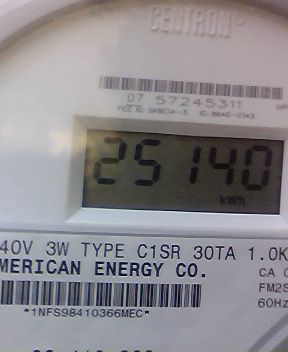 CENTRON®
07 57245311
25140
kWh
40V 3W TYPE C1SR 30TA 1.0K
MERICAN ENERGY CO.
CA 0
FM2S
60Hz
*1NFS98410366MEC*